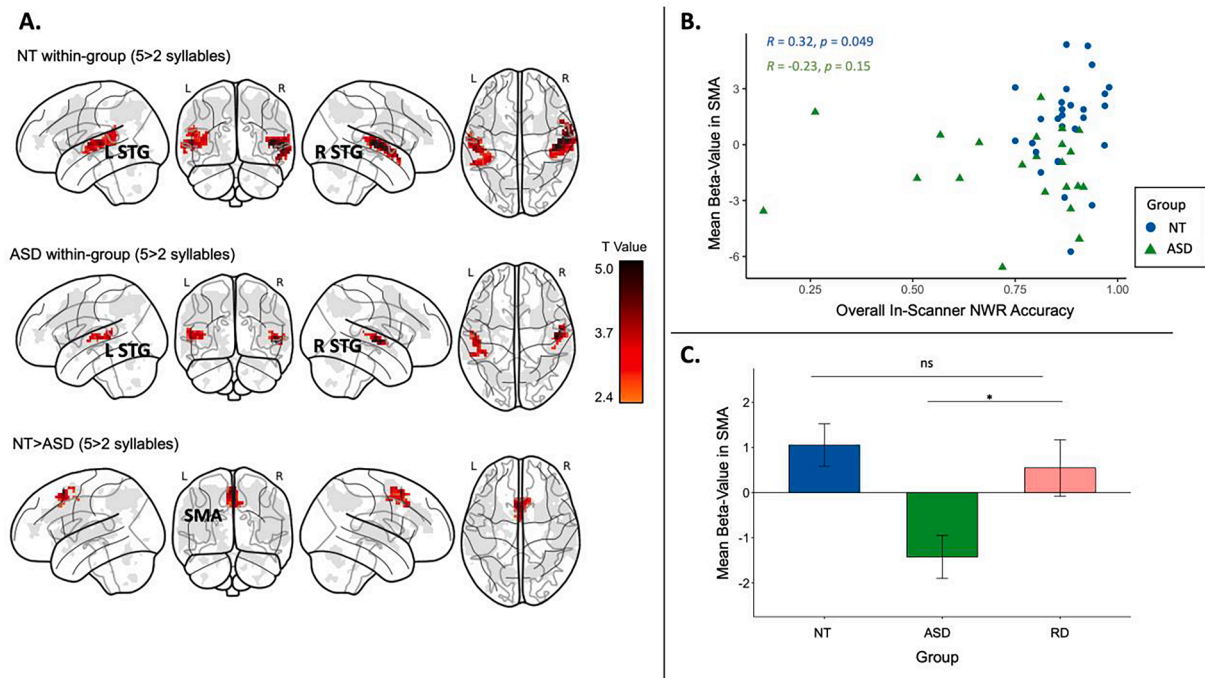 A.
NT within-group (5>2 syllables)
L R
L STG R STG
ASD within-group (5>2 syllables)
L R L R
L STG R STG
T Value
5.0
3.7
2.4
NT>ASD (5>2 syllables)
L R L R
SMA
B.
R = 0.32, p = 0.049
R = -0.23, p = 0.15
Mean Beta-Value in SMA
3
0
-3
-6
0.25 0.50 0.75 1.00
Overall In-Scanner NWR Accuracy
Group
NT
ASD
C.
ns
*
Mean Beta-Value in SMA
2
1
0
-1
-2
NT ASD RD
Group